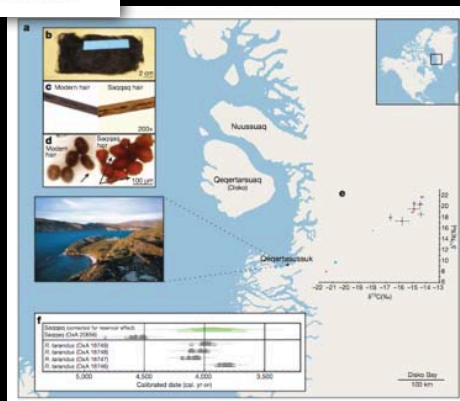 a
b
2 cm
c
Modern hair
Saqqaq hair
200×
d
Modern hair
Saqqaq hair
100 µm
Nuussuaq
Qeqertarsuaq
(Disko)
Qeqertasussuk
e
22
20
18
16
14
12
10
8
6
−22 −21 −20 −19 −18 −17 −16 −15 −14 −13
δ¹³C(‰)
δ¹⁵N(‰)
f
Saqqaq (corrected for reservoir effect)
Saqqaq (OxA 20656)
R. tarandus (OxA 18749)
R. tarandus (OxA 18748)
R. tarandus (OxA 18747)
R. tarandus (OxA 18746)
5,000 4,500 4,000 3,500
Calibrated date (cal. yr BP)
Disko Bay
100 km